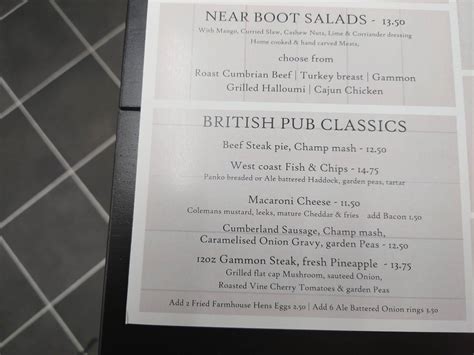 NEAR BOOT SALADS - 13.50
With Mango, Curried Slaw, Cashew Nuts, Lime & Corriander dressing
Home cooked & hand carved Meats,
choose from
Roast Cumbrian Beef | Turkey breast | Gammon
Grilled Halloumi | Cajun Chicken
BRITISH PUB CLASSICS
Beef Steak pie, Champ mash - 12.50
West coast Fish & Chips - 14.75
Panko breaded or Ale battered Haddock, garden peas, tartar
Macaroni Cheese - 11.50
Colemans mustard, leeks, mature Cheddar & fries add Bacon 1.50
Cumberland Sausage, Champ mash,
Caramelised Onion Gravy, garden Peas - 12.50
12oz Gammon Steak, fresh Pineapple - 13.75
Grilled flat cap Mushroom, sauteed Onion,
Roasted Vine Cherry Tomatoes & garden Peas
Add 2 Fried Farmhouse Hens Eggs 2.50 | Add 6 Ale Battered Onion rings 3.50